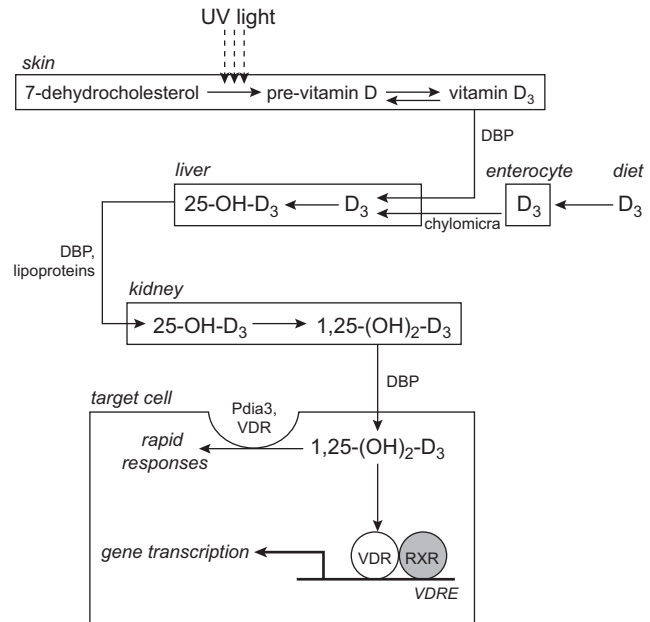 UV light
skin
7-dehydrocholesterol pre-vitamin D vitamin D₃
DBP
liver enterocyte diet
25-OH-D₃ D₃ D₃ D₃
chylomicra
DBP,
lipoproteins
kidney
25-OH-D₃ 1,25-(OH)₂-D₃
DBP
target cell
Pdia3,
VDR
rapid
responses
1,25-(OH)₂-D₃
gene transcription
VDR RXR
VDRE